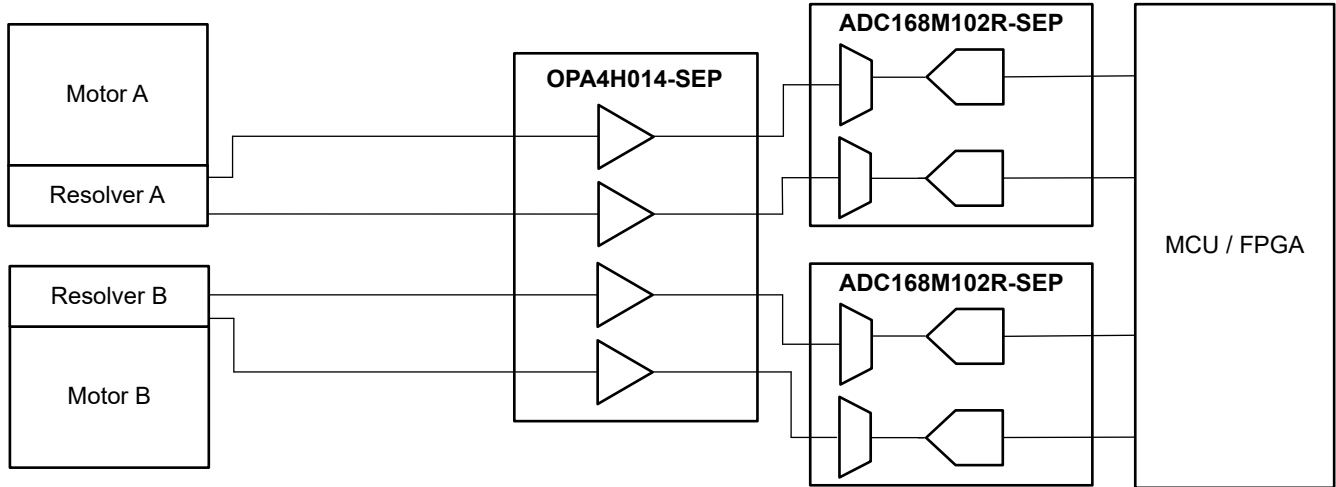 Motor A
Resolver A
Resolver B
Motor B
OPA4H014-SEP
ADC168M102R-SEP
ADC168M102R-SEP
MCU / FPGA